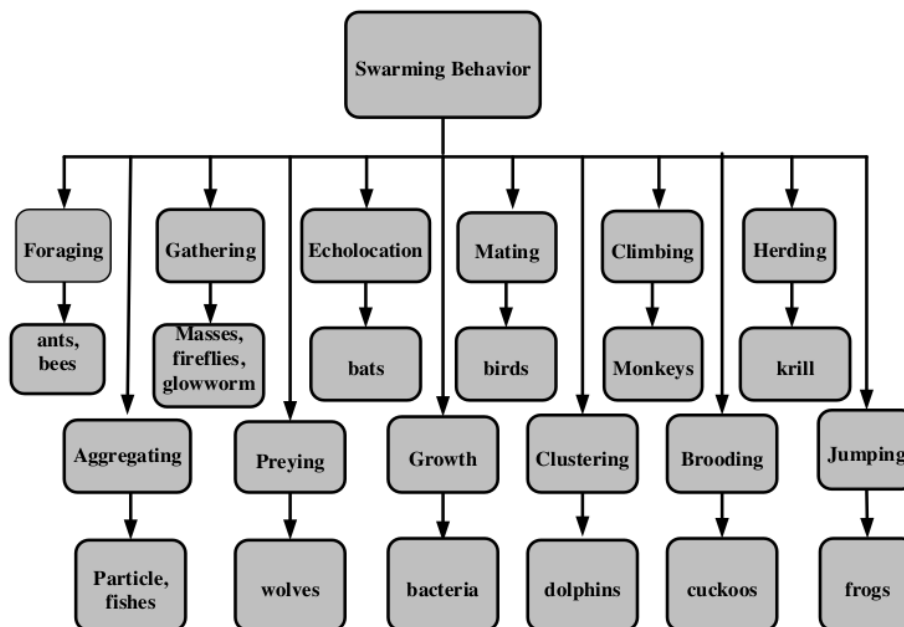 Swarming Behavior
Foraging
Gathering
Echolocation
Mating
Climbing
Herding
ants,
bees
Masses,
fireflies,
glowworm
bats
birds
Monkeys
krill
Aggregating
Preying
Growth
Clustering
Brooding
Jumping
Particle,
fishes
wolves
bacteria
dolphins
cuckoos
frogs